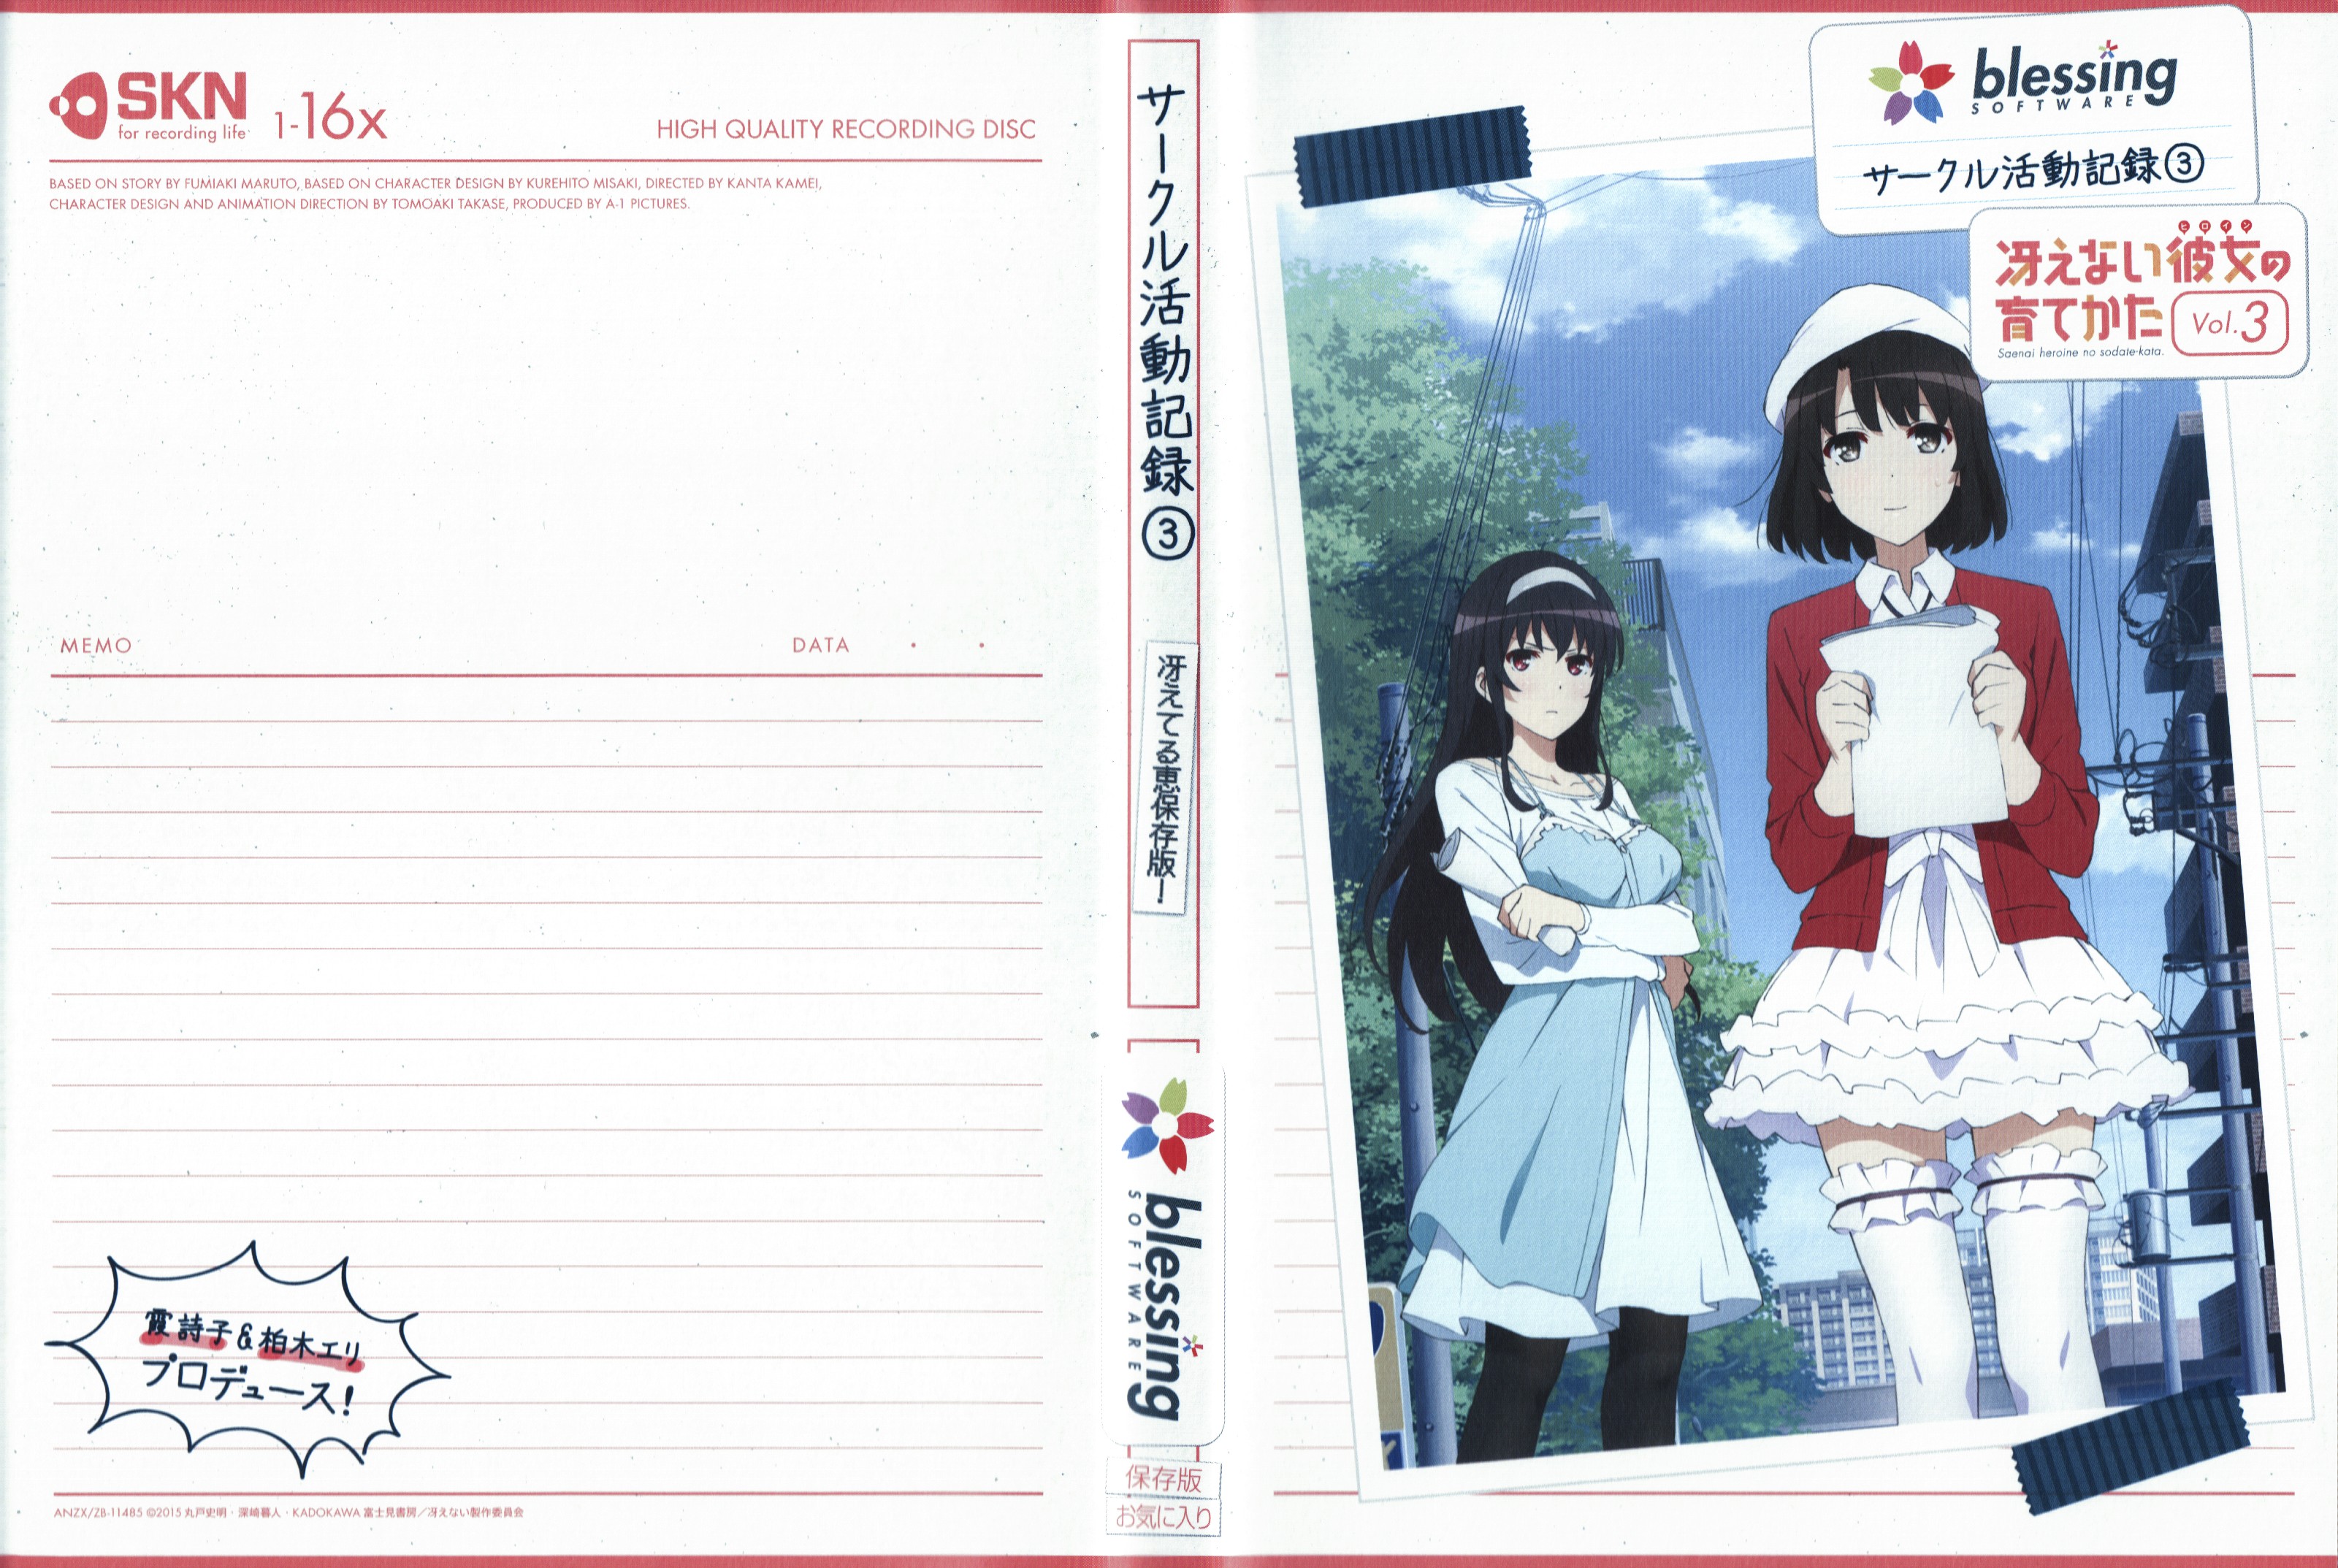 SKN
for recording life
1-16x
HIGH QUALITY RECORDING DISC
BASED ON STORY BY FUMIAKI MARUTO, BASED ON CHARACTER DESIGN BY KUREHITO MISAKI, DIRECTED BY KANTA KAMEI,
CHARACTER DESIGN AND ANIMATION DIRECTION BY TOMOAKI TAKASE, PRODUCED BY A-1 PICTURES.
MEMO
DATA ・ ・
霞詩子&柏木エリ
プロデュース!
ANZX/ZB-11485 ©2015 丸戸史明・深崎暮人・KADOKAWA 富士見書房／冴えない製作委員会
サークル活動記録③
冴えてる恵保存版!
blessing
SOFTWARE
保存版
お気に入り
blessing
SOFTWARE
サークル活動記録③
ヒロイン
冴えない彼女の
育てかた Vol.3
Saenai heroine no sodate-kata.